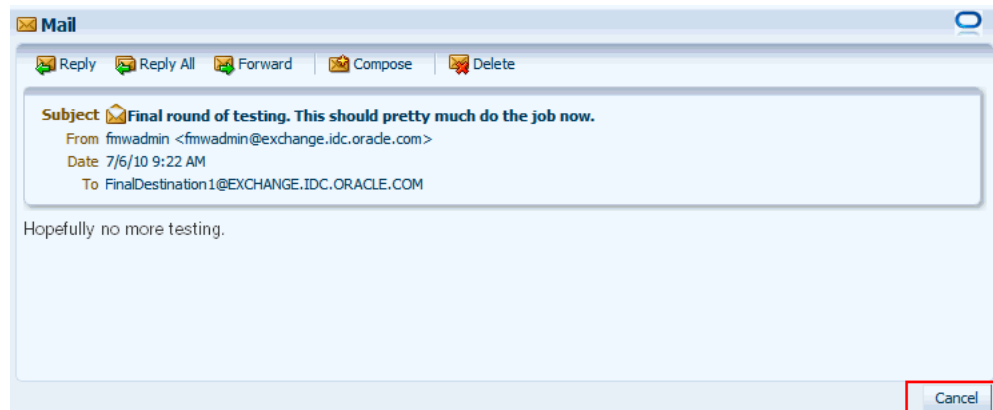 Mail
Reply Reply All Forward Compose Delete
Subject Final round of testing. This should pretty much do the job now.
From fmwadmin <fmwadmin@exchange.idc.oracle.com>
Date 7/6/10 9:22 AM
To FinalDestination1@EXCHANGE.IDC.ORACLE.COM
Hopefully no more testing.
Cancel